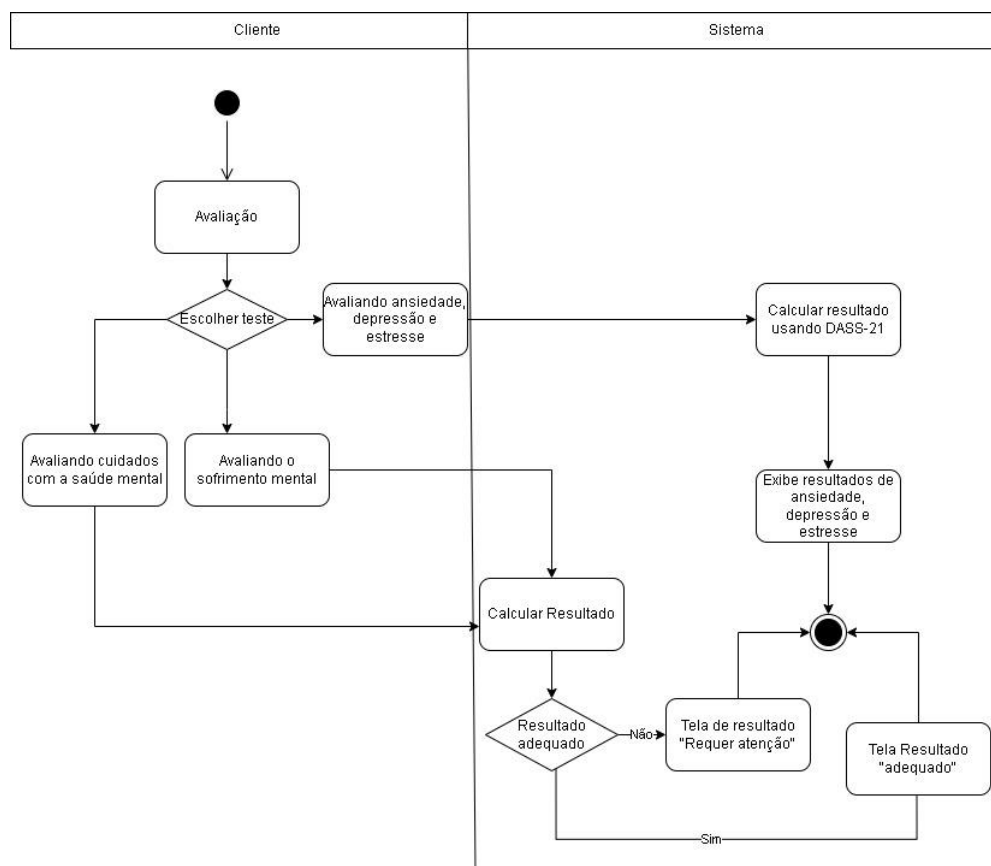 Cliente
Sistema
Avaliação
Escolher teste
Avaliando ansiedade,
depressão e
estresse
Calcular resultado
usando DASS-21
Avaliando cuidados
com a saúde mental
Avaliando o
sofrimento mental
Exibe resultados de
ansiedade,
depressão e
estresse
Calcular Resultado
Resultado
adequado
Não
Tela de resultado
"Requer atenção"
Tela Resultado
"adequado"
Sim